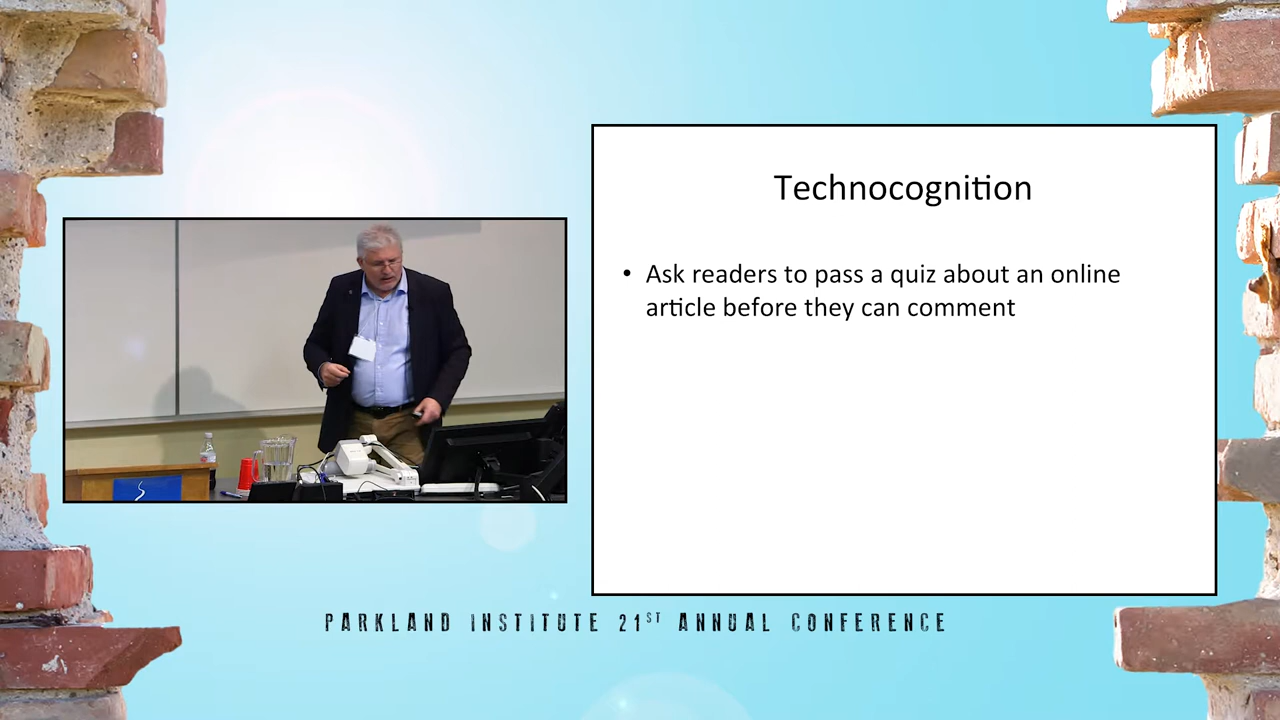 Technocognition
• Ask readers to pass a quiz about an online
article before they can comment
PARKLAND INSTITUTE 21ST ANNUAL CONFERENCE